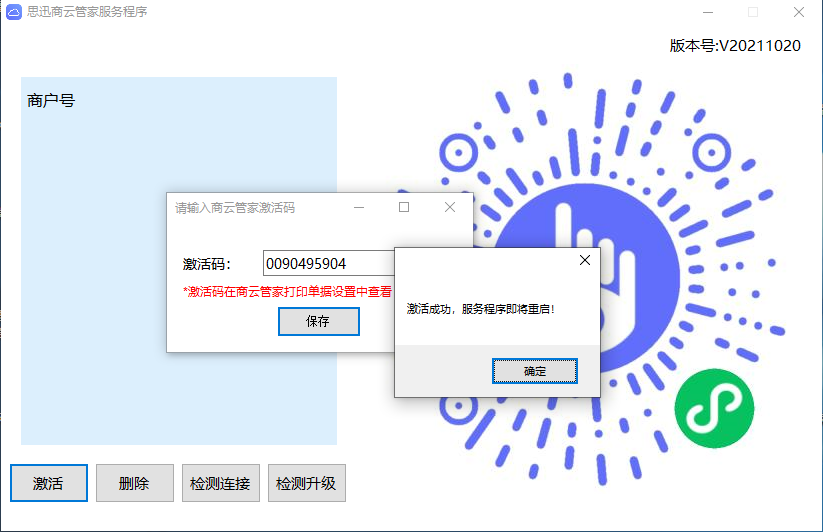 思迅商云管家服务程序
版本号:V20211020
商户号
请输入商云管家激活码
激活码：
0090495904
*激活码在商云管家打印单据设置中查看
保存
激活成功，服务程序即将重启！
确定
激活
删除
检测连接
检测升级